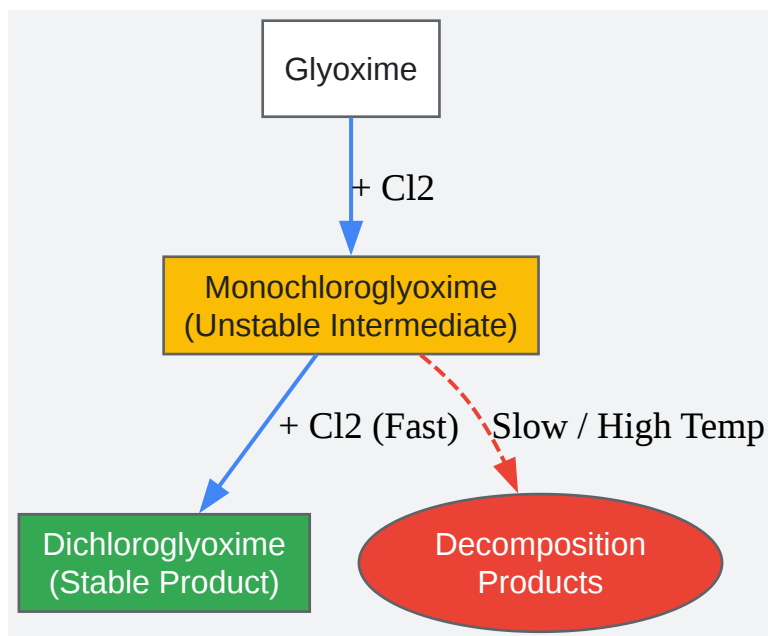 Glyoxime
+ Cl2
Monochloroglyoxime
(Unstable Intermediate)
+ Cl2 (Fast)
Slow / High Temp
Dichloroglyoxime
(Stable Product)
Decomposition
Products